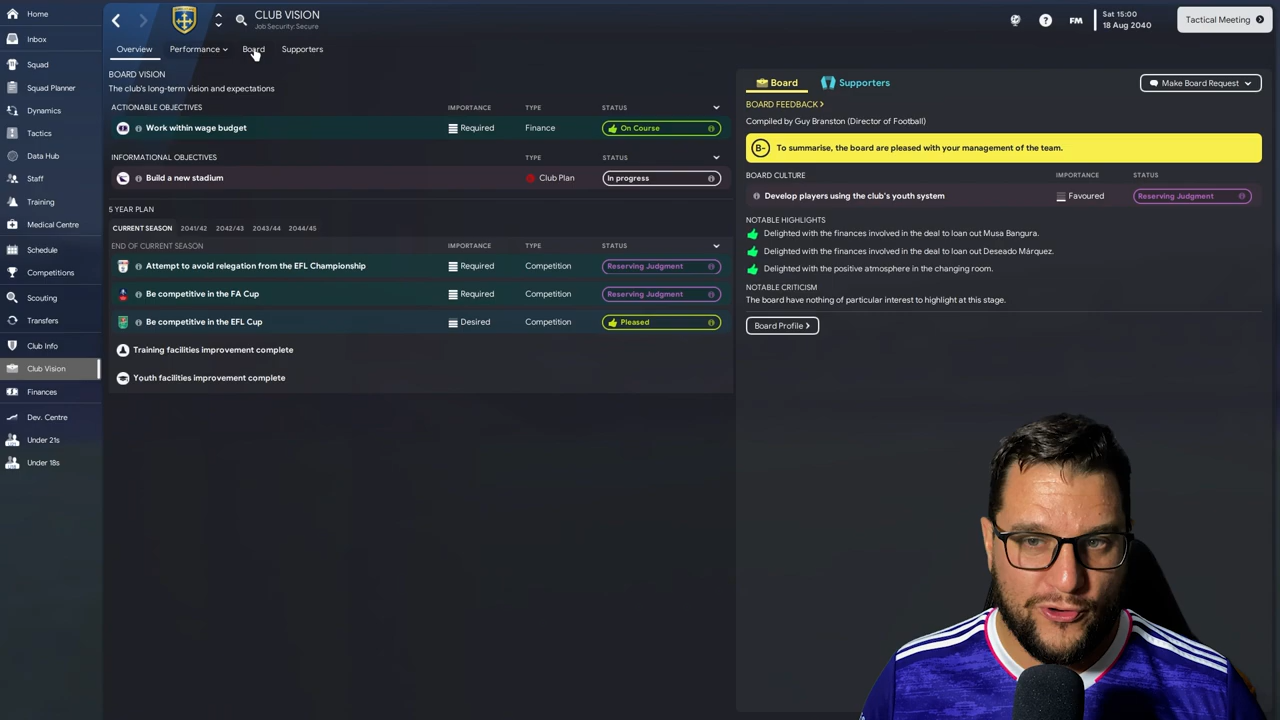 Home
Inbox
Squad
Squad Planner
Dynamics
Tactics
Data Hub
Staff
Training
Medical Centre
Schedule
Competitions
Scouting
Transfers
Club Info
Club Vision
Finances
Dev. Centre
Under 21s
Under 18s
CLUB VISION
Job Security: Secure
FM
Sat 15:00
18 Aug 2040
Tactical Meeting
Overview
Performance
Board
Supporters
BOARD VISION
The club's long-term vision and expectations
ACTIONABLE OBJECTIVES IMPORTANCE TYPE STATUS
Work within wage budget Required Finance On Course
INFORMATIONAL OBJECTIVES TYPE STATUS
Build a new stadium Club Plan In progress
5 YEAR PLAN
CURRENT SEASON 2041/42 2042/43 2043/44 2044/45
END OF CURRENT SEASON IMPORTANCE TYPE STATUS
Attempt to avoid relegation from the EFL Championship Required Competition Reserving Judgment
Be competitive in the FA Cup Required Competition Reserving Judgment
Be competitive in the EFL Cup Desired Competition Pleased
Training facilities improvement complete
Youth facilities improvement complete
Board Supporters
Make Board Request
BOARD FEEDBACK >
Compiled by Guy Branston (Director of Football)
B- To summarise, the board are pleased with your management of the team.
BOARD CULTURE IMPORTANCE STATUS
Develop players using the club's youth system Favoured Reserving Judgment
NOTABLE HIGHLIGHTS
Delighted with the finances involved in the deal to loan out Musa Bangura.
Delighted with the finances involved in the deal to loan out Deseado Márquez.
Delighted with the positive atmosphere in the changing room.
NOTABLE CRITICISM
The board have nothing of particular interest to highlight at this stage.
Board Profile >